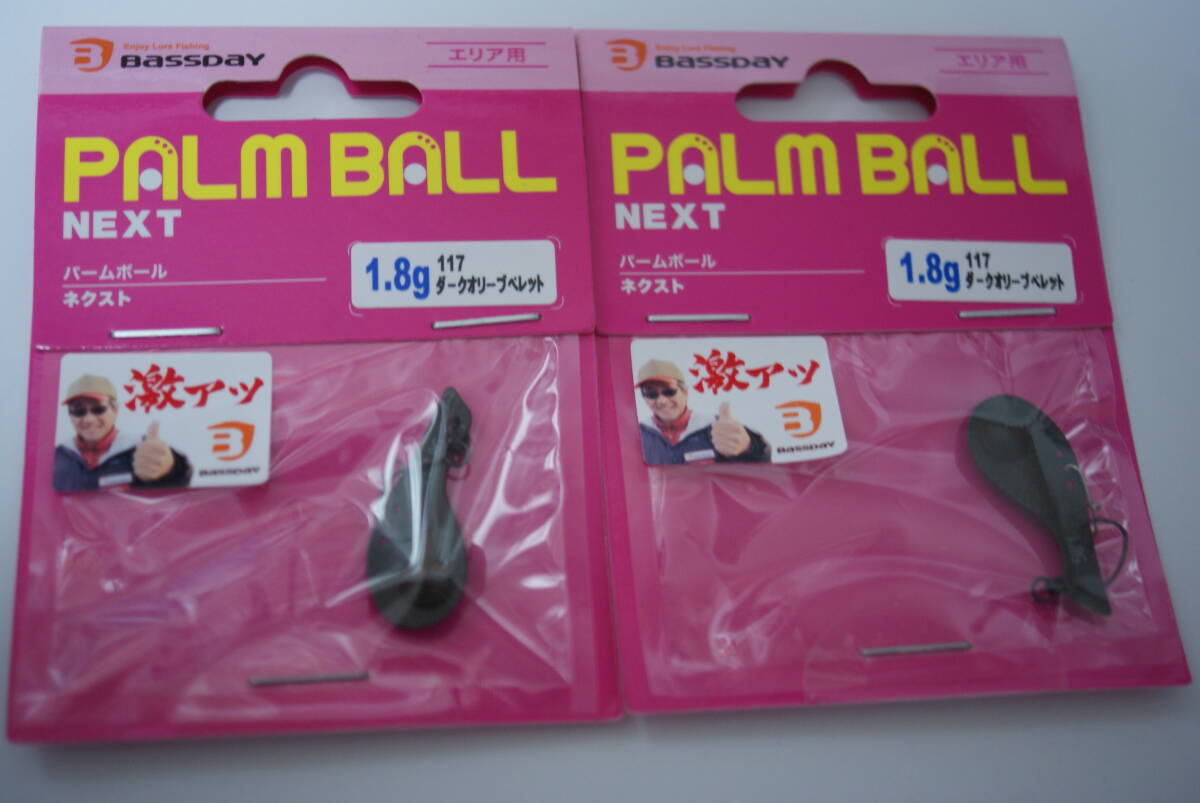 Enjoy Lure Fishing
BASSDAY
エリア用
PALM BALL
NEXT
パームボール
ネクスト
1.8g
117
ダークオリーブペレット
激アツ
BASSDAY
Enjoy Lure Fishing
BASSDAY
エリア用
PALM BALL
NEXT
パームボール
ネクスト
1.8g
117
ダークオリーブペレット
激アツ
BASSDAY